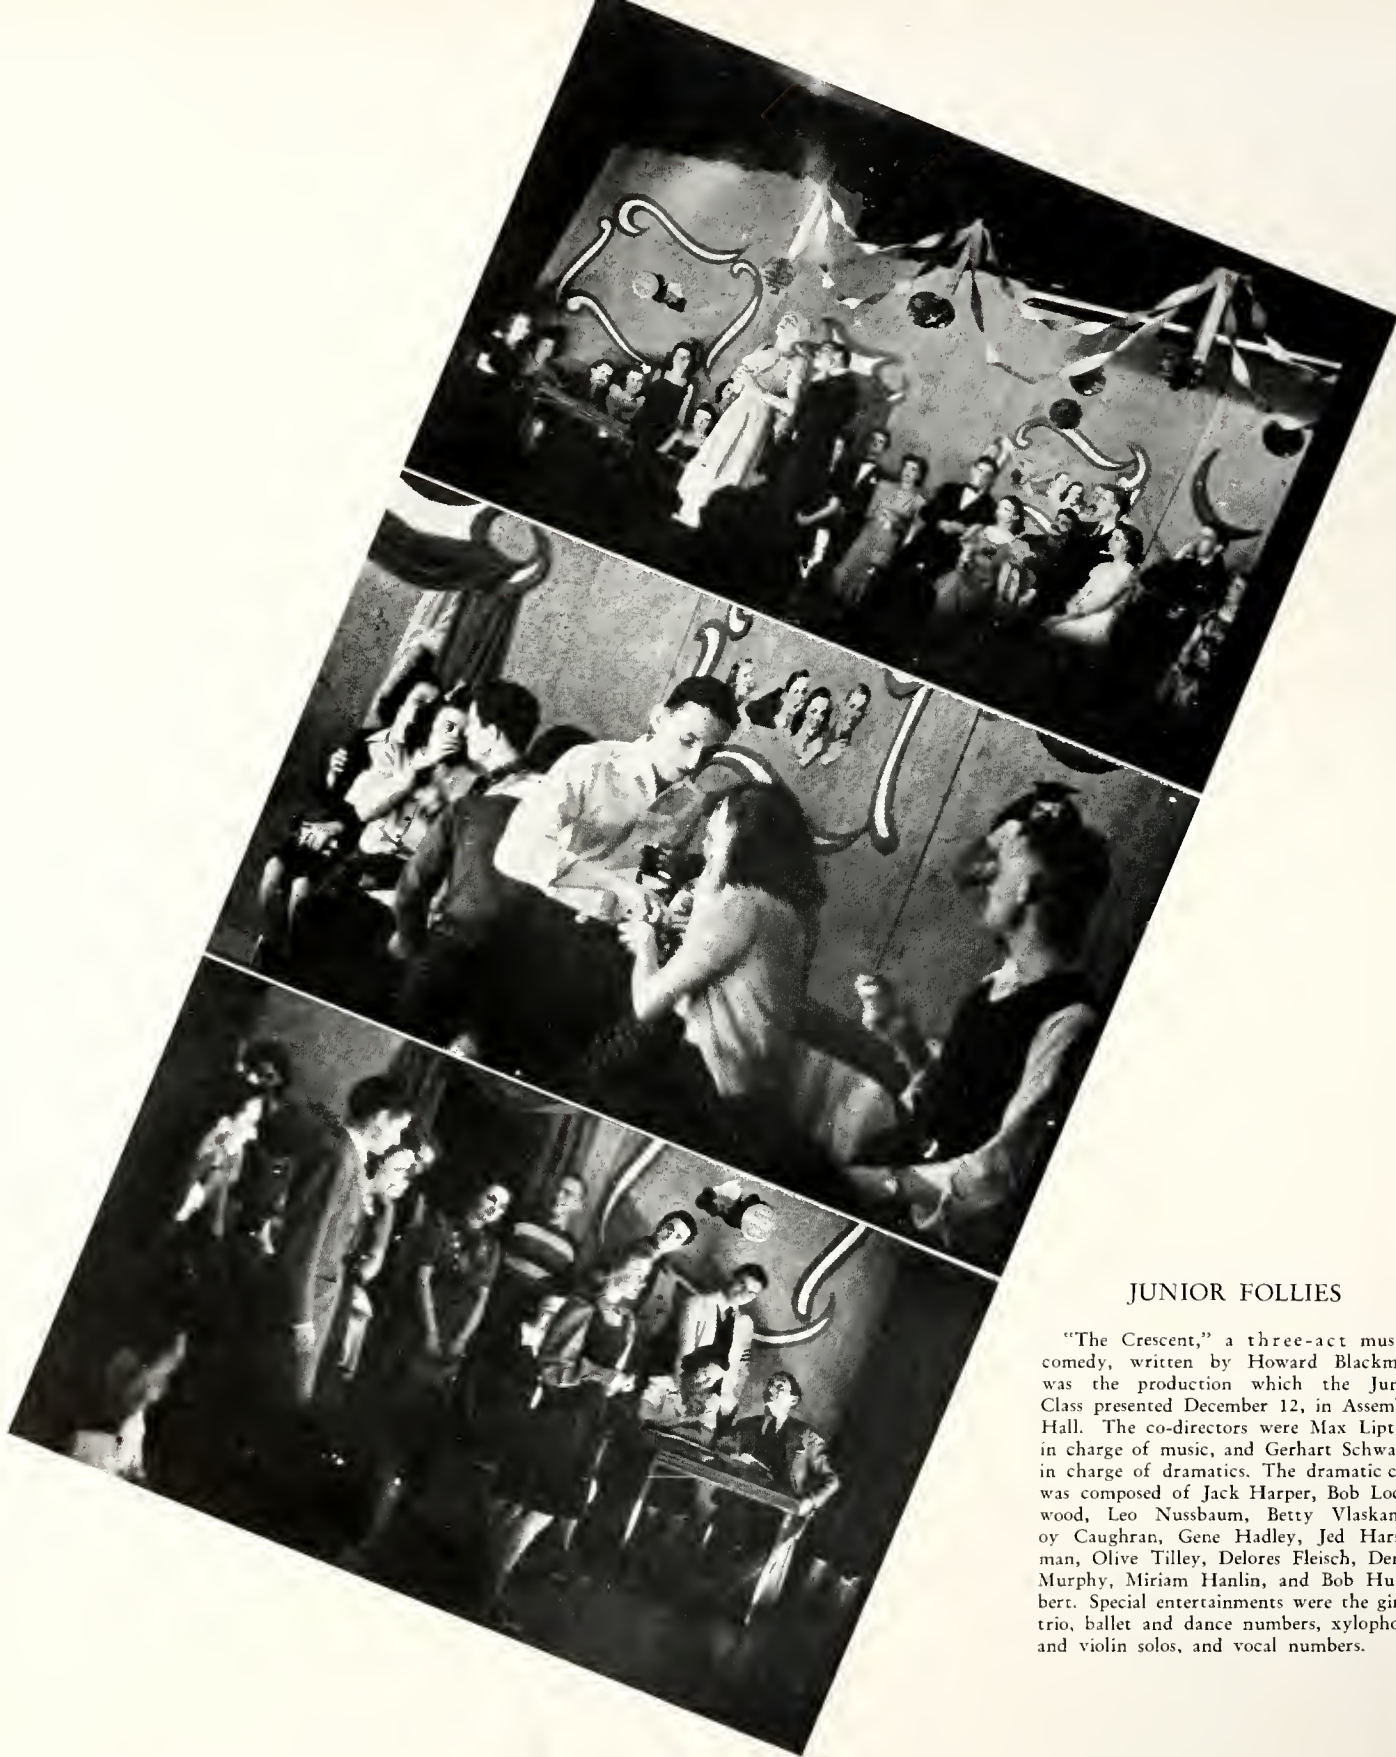 JUNIOR FOLLIES
"The Crescent," a three-act mus
comedy, written by Howard Blackm
was the production which the Jun
Class presented December 12, in Assem
Hall. The co-directors were Max Lipt
in charge of music, and Gerhart Schwa
in charge of dramatics. The dramatic c
was composed of Jack Harper, Bob Loc
wood, Leo Nussbaum, Betty Vlaskan
oy Caughran, Gene Hadley, Jed Har
man, Olive Tilley, Delores Fleisch, Den
Murphy, Miriam Hanlin, and Bob Hu
bert. Special entertainments were the gir
trio, ballet and dance numbers, xylopho
and violin solos, and vocal numbers.